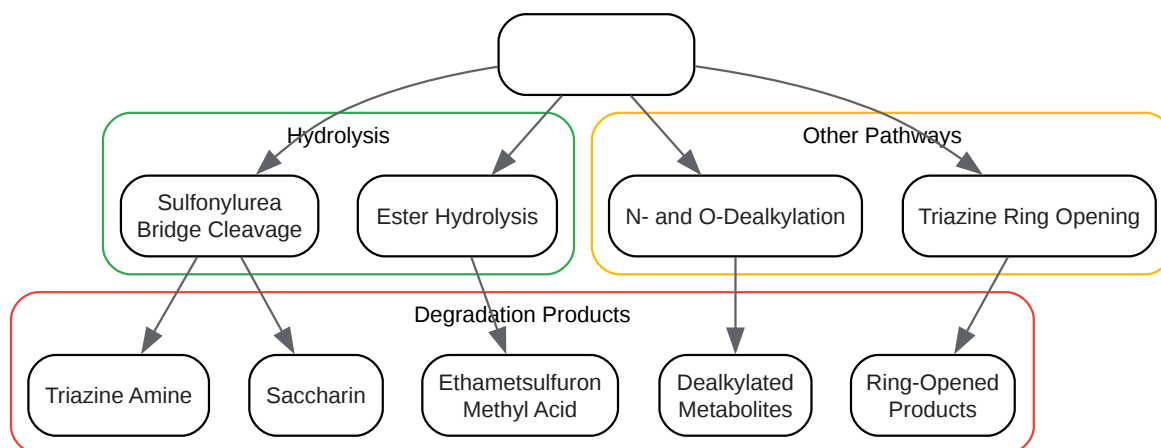 Hydrolysis
Other Pathways
Sulfonylurea
Bridge Cleavage
Ester Hydrolysis
N- and O-Dealkylation
Triazine Ring Opening
Degradation Products
Triazine Amine
Saccharin
Ethametsulfuron
Methyl Acid
Dealkylated
Metabolites
Ring-Opened
Products